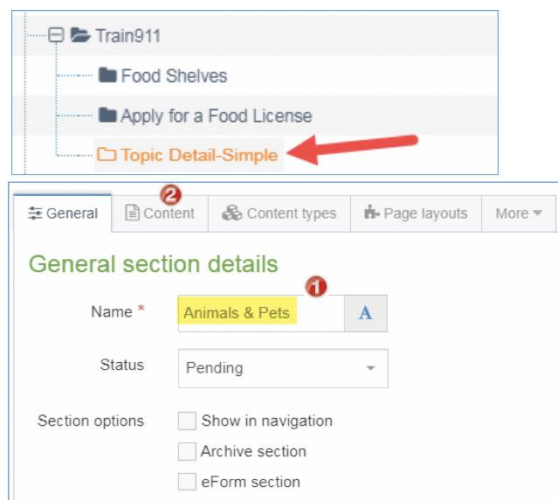 Train911
Food Shelves
Apply for a Food License
Topic Detail-Simple
2
General Content Content types Page layouts More
General section details
1
Name * Animals & Pets A
Status Pending
Section options Show in navigation
Archive section
eForm section